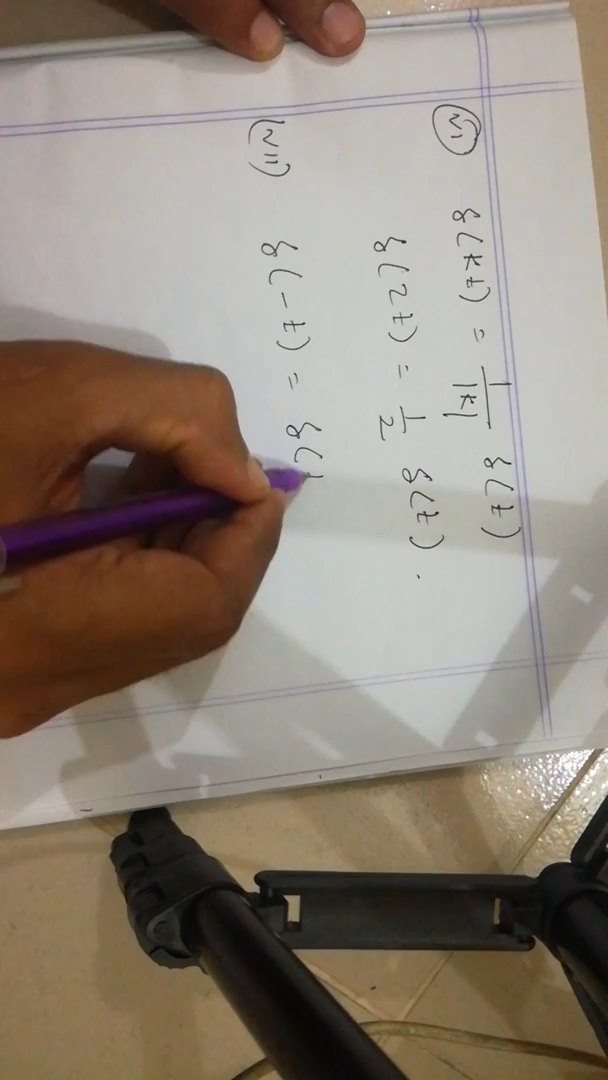 (vi) δ(kt) = 1/|k| δ(t)
δ(2t) = 1/2 δ(t).
(vii) δ(-t) = δ(